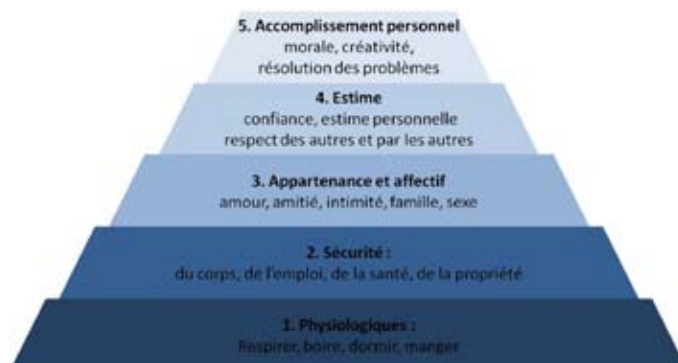 5. Accomplissement personnel
morale, créativité,
résolution des problèmes
4. Estime
confiance, estime personnelle
respect des autres et par les autres
3. Appartenance et affectif
amour, amitié, intimité, famille, sexe
2. Sécurité :
du corps, de l'emploi, de la santé, de la propriété
1. Physiologiques :
Respirer, boire, dormir, manger